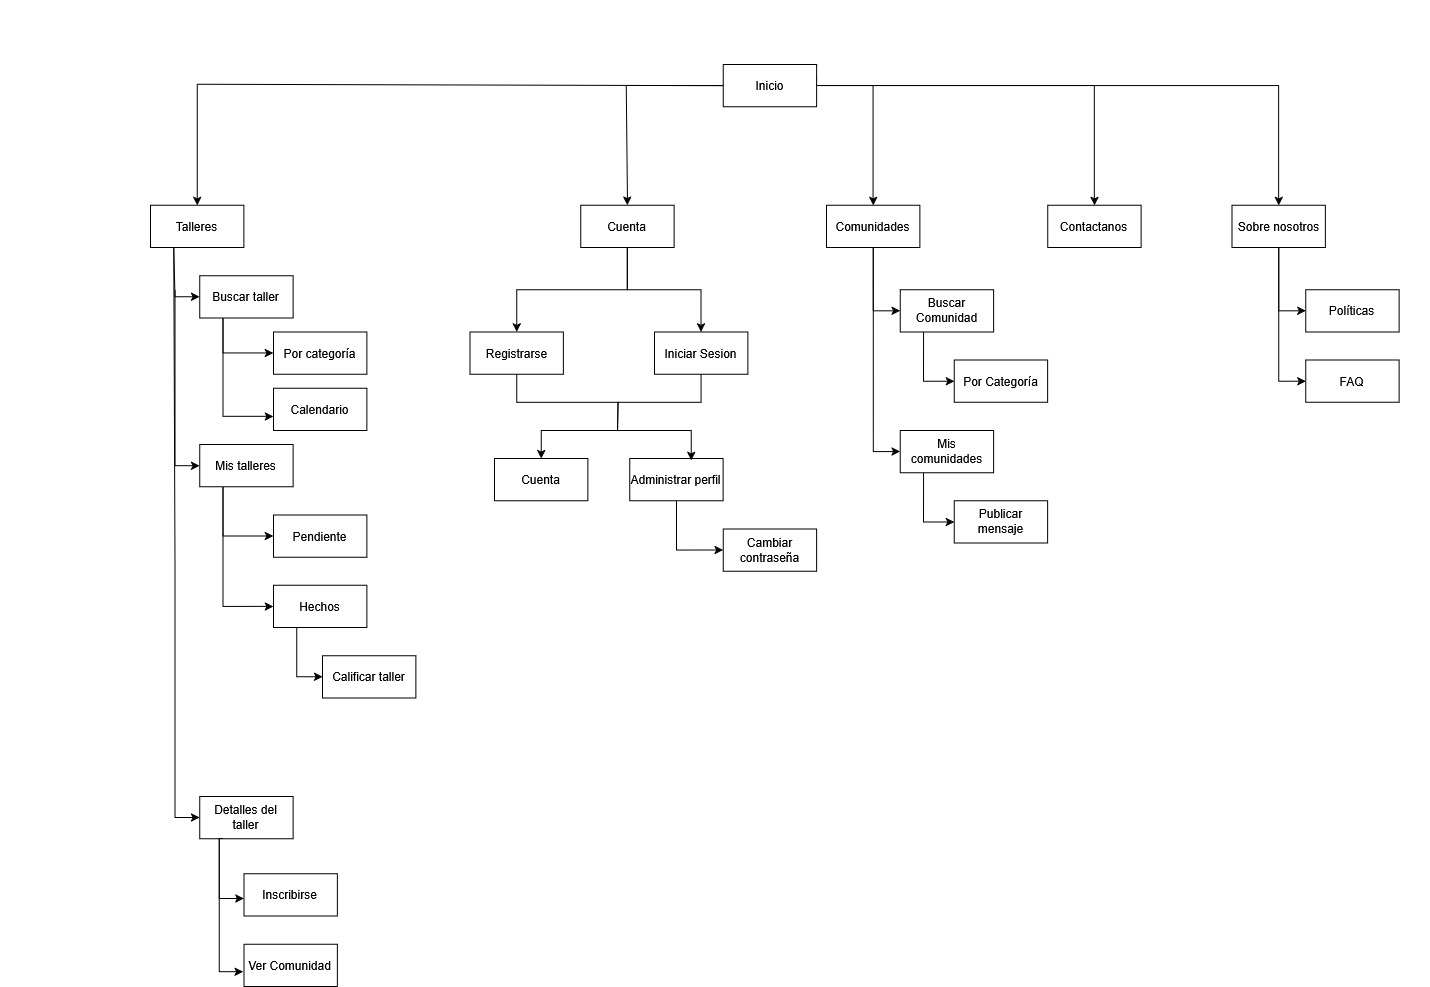 Inicio
Talleres
Cuenta
Comunidades
Contactanos
Sobre nosotros
Buscar taller
Por categoría
Calendario
Mis talleres
Pendiente
Hechos
Calificar taller
Detalles del
taller
Inscribirse
Ver Comunidad
Registrarse
Iniciar Sesion
Cuenta
Administrar perfil
Cambiar
contraseña
Buscar
Comunidad
Por Categoría
Mis
comunidades
Publicar
mensaje
Políticas
FAQ